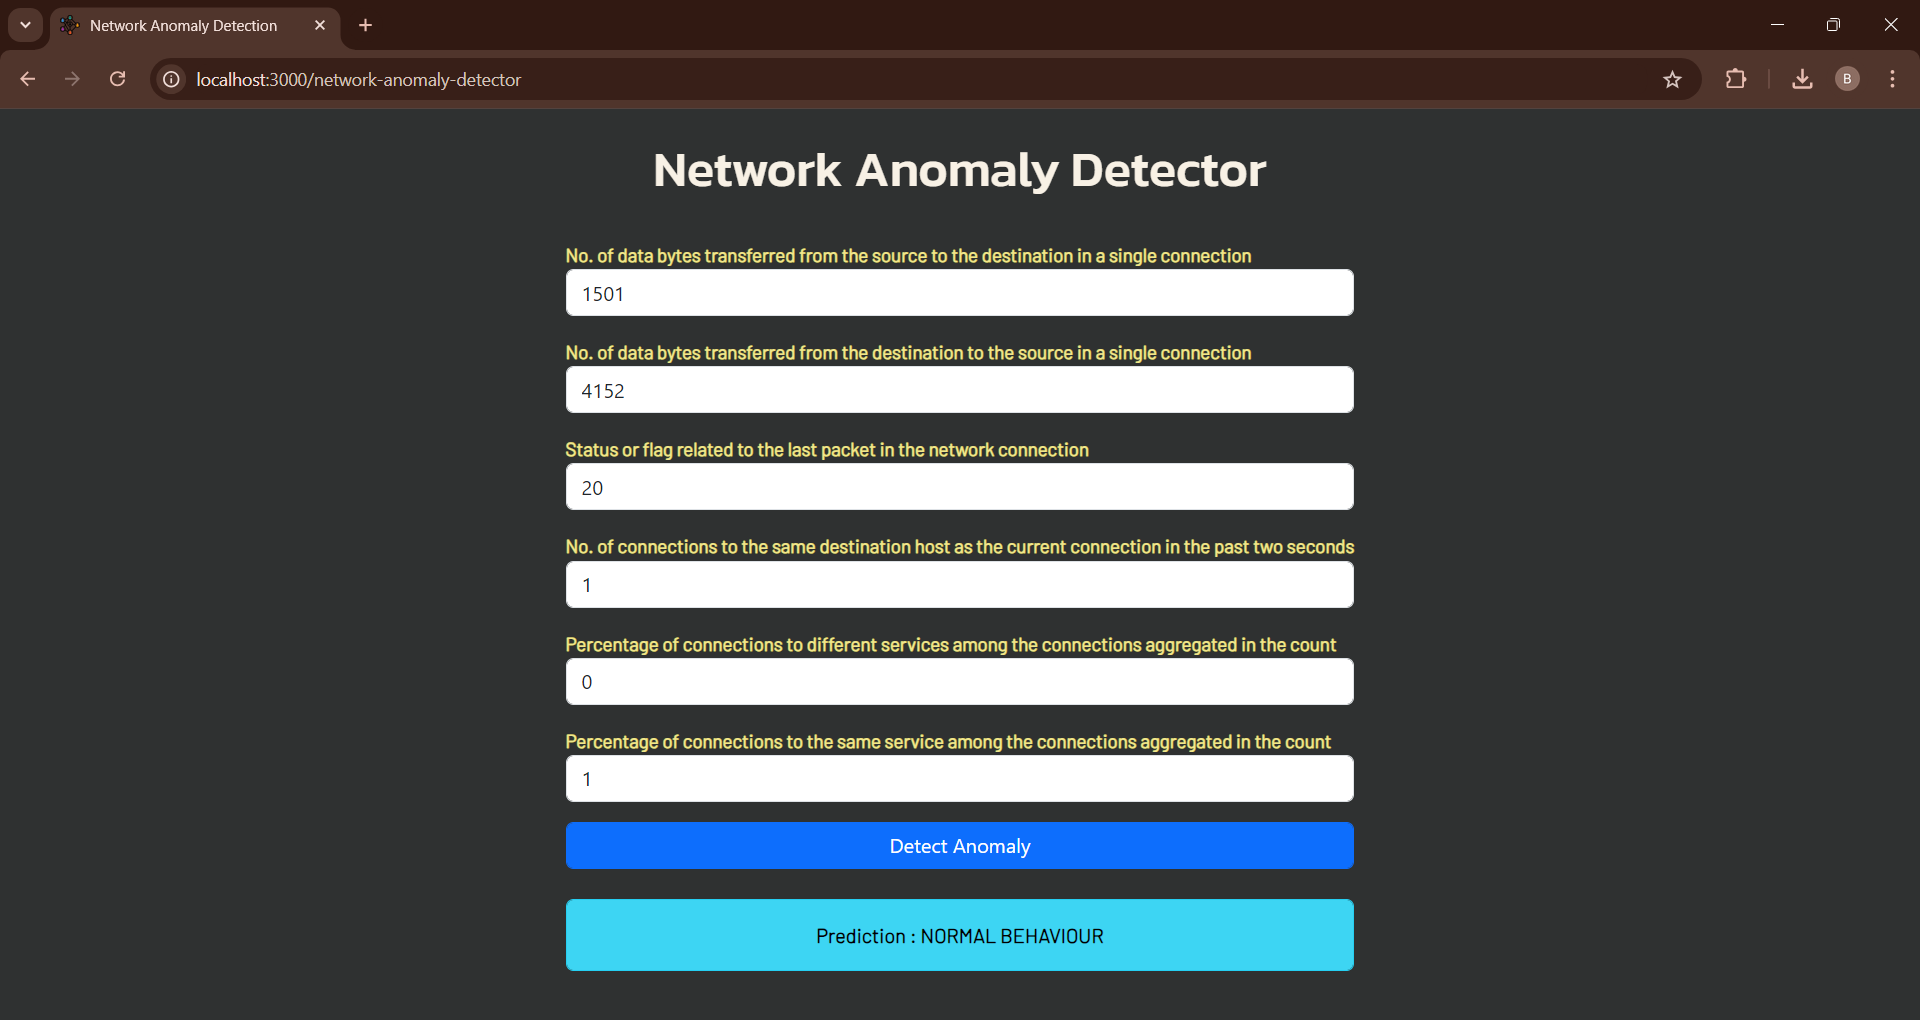 Network Anomaly Detection
localhost:3000/network-anomaly-detector
B
Network Anomaly Detector
No. of data bytes transferred from the source to the destination in a single connection
1501
No. of data bytes transferred from the destination to the source in a single connection
4152
Status or flag related to the last packet in the network connection
20
No. of connections to the same destination host as the current connection in the past two seconds
1
Percentage of connections to different services among the connections aggregated in the count
0
Percentage of connections to the same service among the connections aggregated in the count
1
Detect Anomaly
Prediction : NORMAL BEHAVIOUR